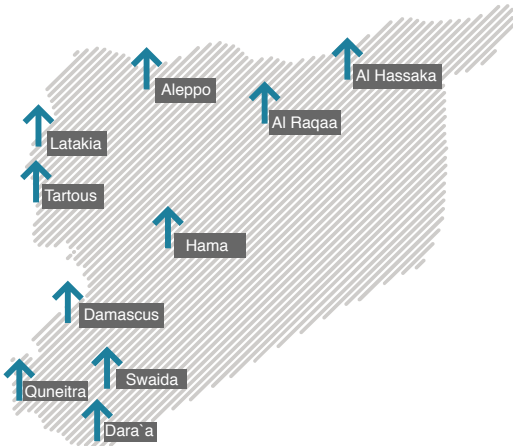 Al Hassaka
Aleppo
Al Raqaa
Latakia
Tartous
Hama
Damascus
Swaida
Quneitra
Dara`a